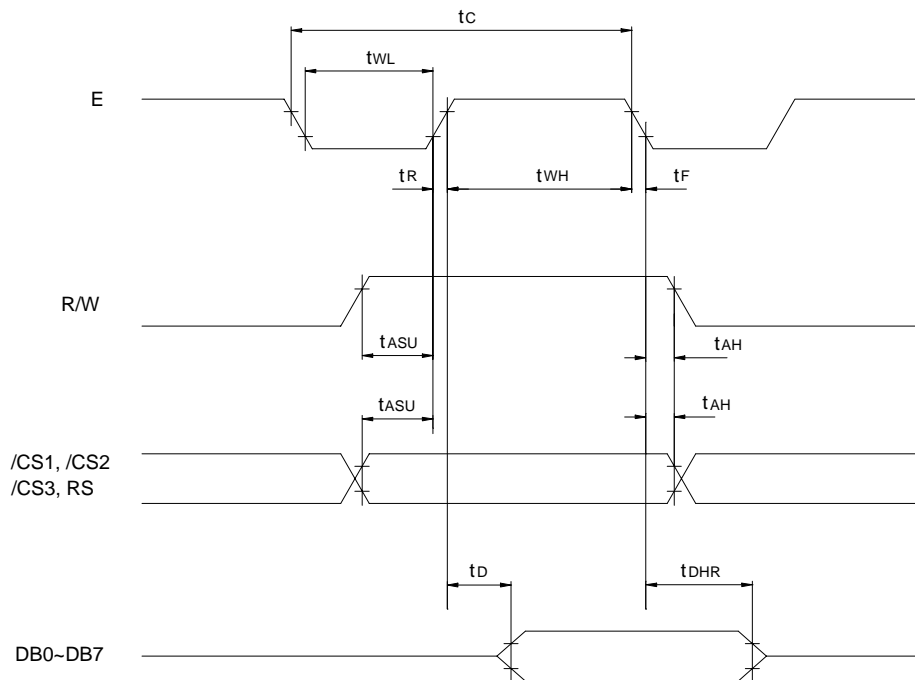 tC
tWL
E
tR
tWH
tF
R/W
tASU
tAH
tASU
tAH
/CS1, /CS2
/CS3, RS
tD
tDHR
DB0~DB7